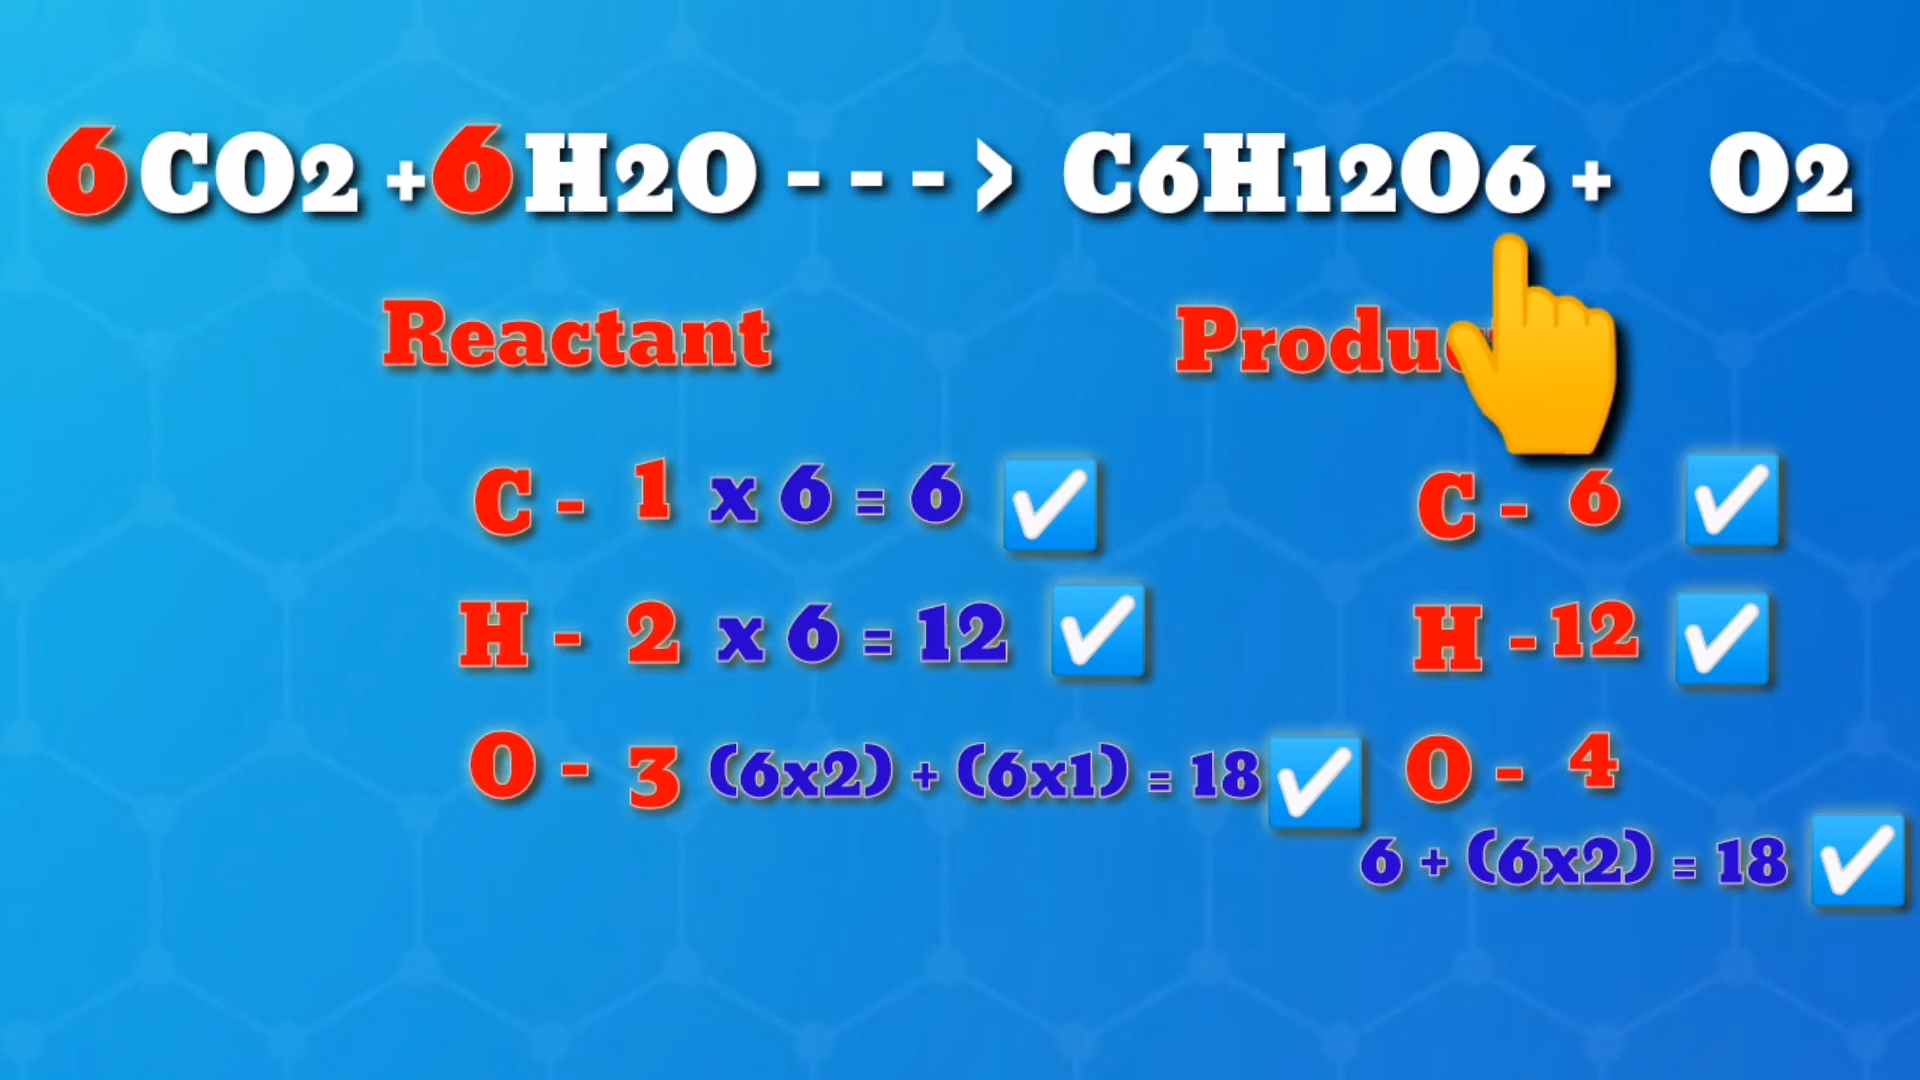 6CO2 +6H2O - - - > C6H12O6 + O2
Reactant
C - 1 x 6 = 6
H - 2 x 6 = 12
O - 3 (6x2) + (6x1) = 18
C - 6
H -12
O - 4
6 + (6x2) = 18